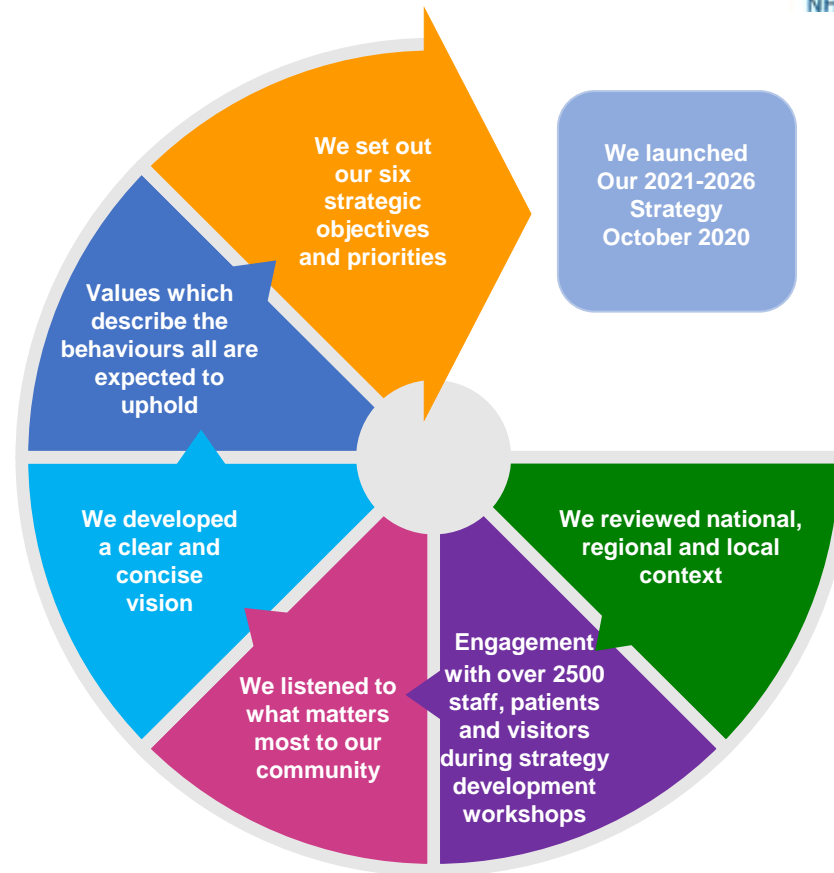 We set out
our six
strategic
objectives
and priorities
We launched
Our 2021-2026
Strategy
October 2020
Values which
describe the
behaviours all are
expected to
uphold
We developed
a clear and
concise
vision
We reviewed national,
regional and local
context
Engagement
with over 2500
staff, patients
and visitors
during strategy
development
workshops
We listened to
what matters
most to our
community